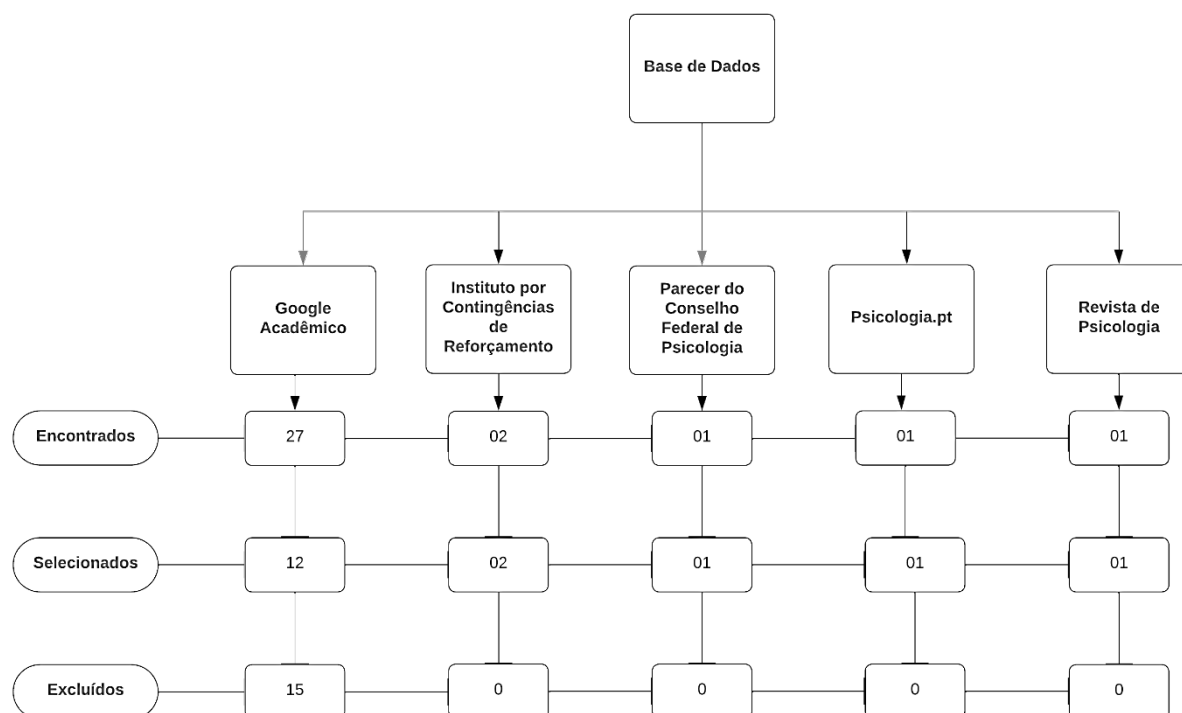 Base de Dados
Google
Acadêmico
Instituto por
Contingências
de
Reforçamento
Parecer do
Conselho
Federal de
Psicologia
Psicologia.pt
Revista de
Psicologia
Encontrados
27
02
01
01
01
Selecionados
12
02
01
01
01
Excluídos
15
0
0
0
0